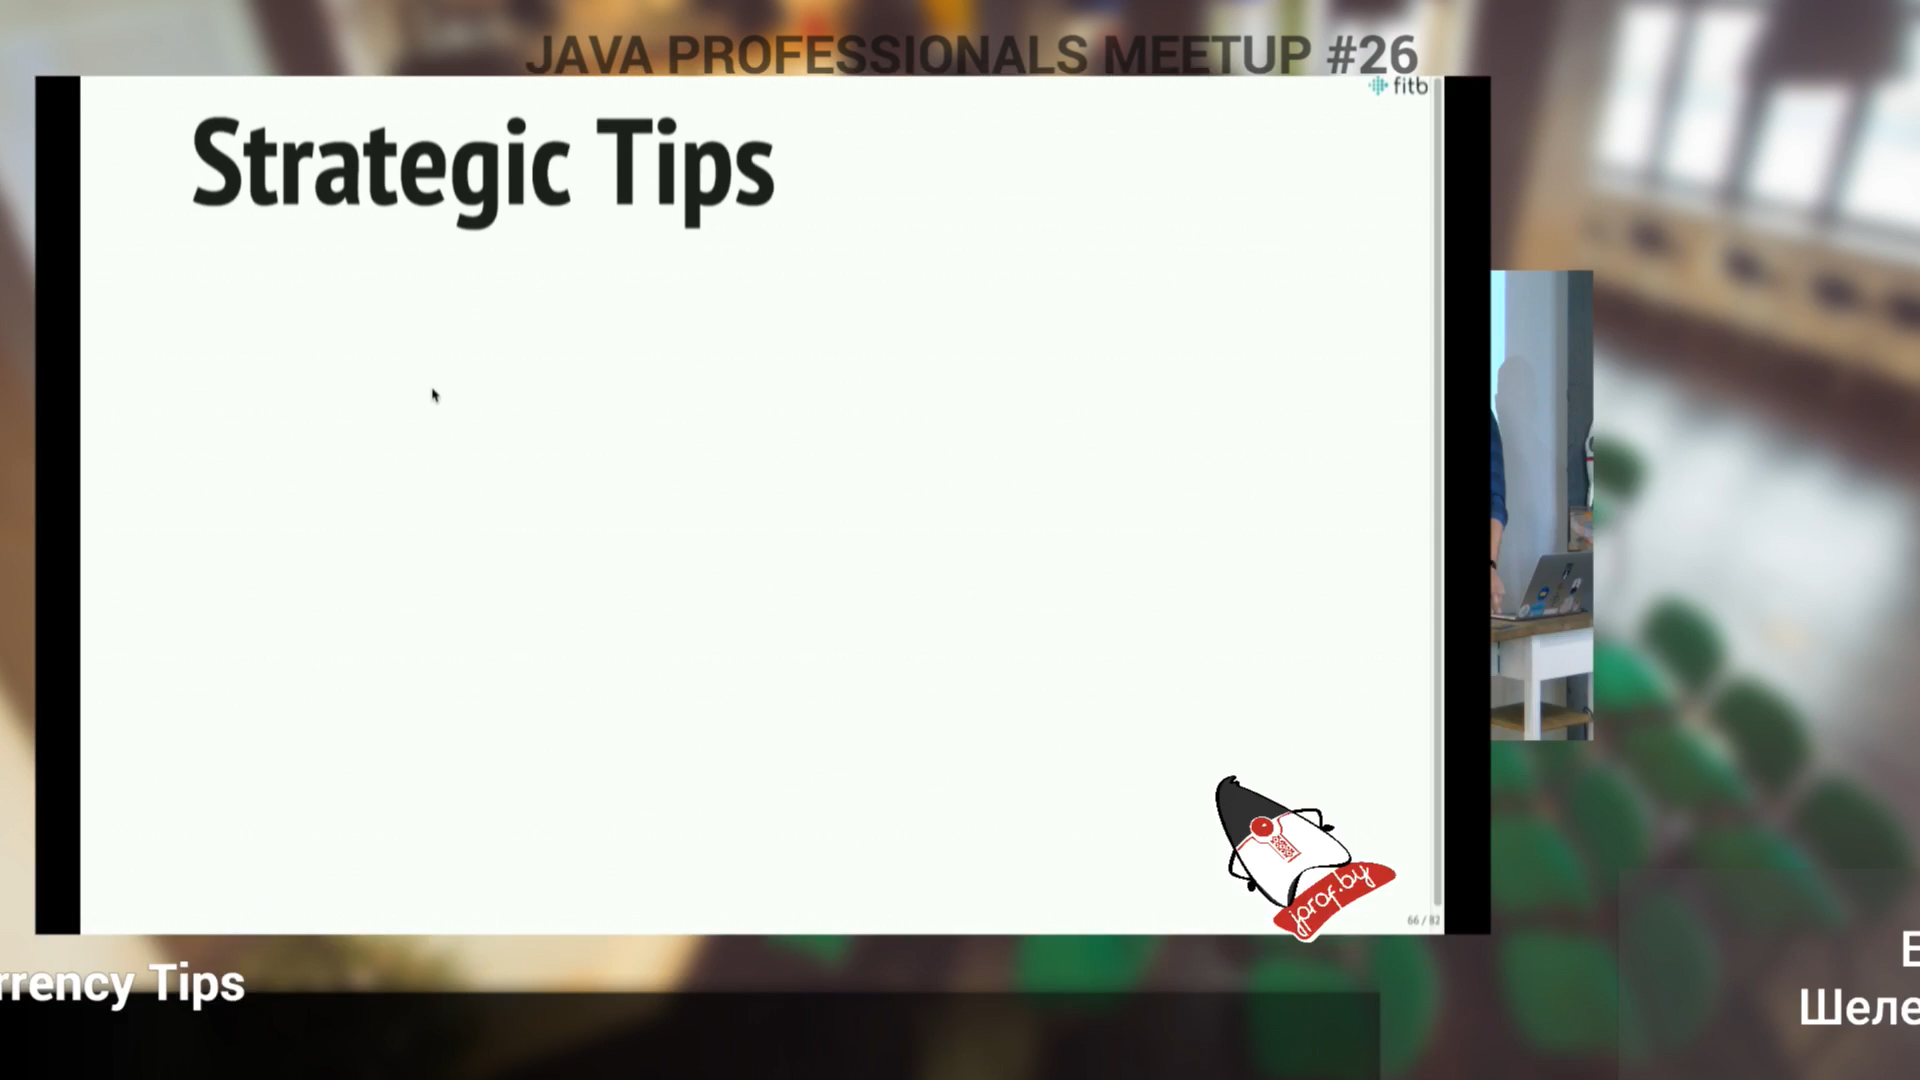 JAVA PROFESSIONALS MEETUP #26
fitb
Strategic Tips
jprof.by
66 / 82
rrency Tips
Шеле